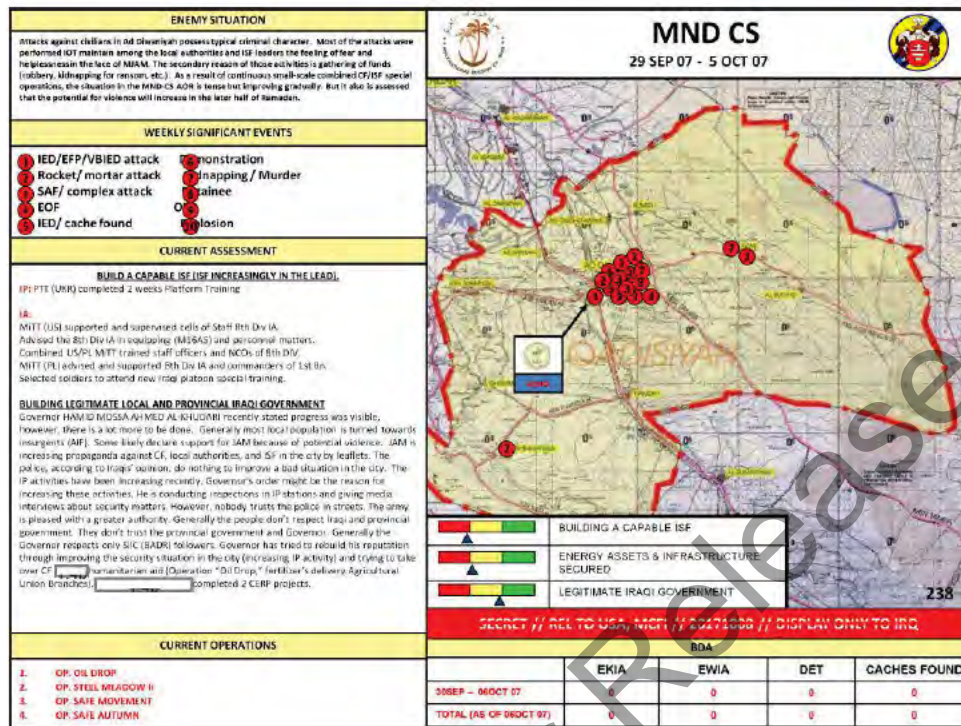 ENEMY SITUATION
Attacks against civilians in Ad Diwaniyah possess typical criminal character. Most of the attacks were
performed IOT maintain among the local authorities and ISF leaders the feeling of fear and
helplessness in the face of MJAM. The secondary reason of those activities is gathering of funds
(robbery, kidnapping for ransom, etc.). As a result of continuous small-scale combined CF/ISF special
operations, the situation in the MND-CS AOR is tense but improving gradually. But it also is assessed
that the potential for violence will increase in the later half of Ramadan.
WEEKLY SIGNIFICANT EVENTS
1 IED/EFP/VBIED attack
2 Rocket/ mortar attack
3 SAF/ complex attack
4 EOF
5 IED/ cache found
monstration
dnapping/ Murder
tainee
O
plosion
CURRENT ASSESSMENT
BUILD A CAPABLE ISF (ISF INCREASINGLY IN THE LEAD).
IP: PTT (UKR) completed 2 weeks Platform Training
IA:
MiTT (US) supported and supervised cells of Staff 8th Div IA.
Advised the 8th Div IA in equipping (M16AS) and personnel matters.
Combined US/PL MiTT trained staff officers and NCOs of 8th DIV.
MiTT (PL) advised and supported 8th Div IA and commanders of 1st Bn.
Selected soldiers to attend new Iraqi platoon special training.
BUILDING LEGITIMATE LOCAL AND PROVINCIAL IRAQI GOVERNMENT
Governor HAMID MOSSA AHMED AL-KHUDARI recently stated progress was visible,
however, there is a lot more to be done. Generally most local population is turned towards
insurgents (AIF). Some likely declare support for JAM because of potential violence. JAM is
increasing propaganda against CF, local authorities, and ISF in the city by leaflets. The
police, according to Iraqis' opinion, do nothing to improve a bad situation in the city. The
IP activities have been increasing recently. Governor's order might be the reason for
increasing these activities. He is conducting inspections in IP stations and giving media
interviews about security matters. However, nobody trusts the police in streets. The army
is pleased with a greater authority. Generally the people don't respect Iraqi and provincial
government. They don't trust the provincial government and Governor. Generally the
Governor respects only SIIC (BADR) followers. Governor has tried to rebuild his reputation
through improving the security situation in the city (increasing IP activity) and trying to take
over CF humanitarian aid (Operation "Oil Drop," fertilizer's delivery Agricultural
Union Branches). completed 2 CERP projects.
CURRENT OPERATIONS
1. OP. OIL DROP
2. OP. STEEL MEADOW II
3. OP. SAFE MOVEMENT
4. OP. SAFE AUTUMN
MND CS
29 SEP 07 - 5 OCT 07
QADISIYAH
BUILDING A CAPABLE ISF
ENERGY ASSETS & INFRASTRUCTURE
SECURED
LEGITIMATE IRAQI GOVERNMENT
238
SECRET // REL TO USA, MCFI // 20171008 // DISPLAY ONLY TO IRQ
BDA
EKIA EWIA DET CACHES FOUND
30SEP – 06OCT 07 0 0 0 0
TOTAL (AS OF 06OCT 07) 0 0 0 0
Release